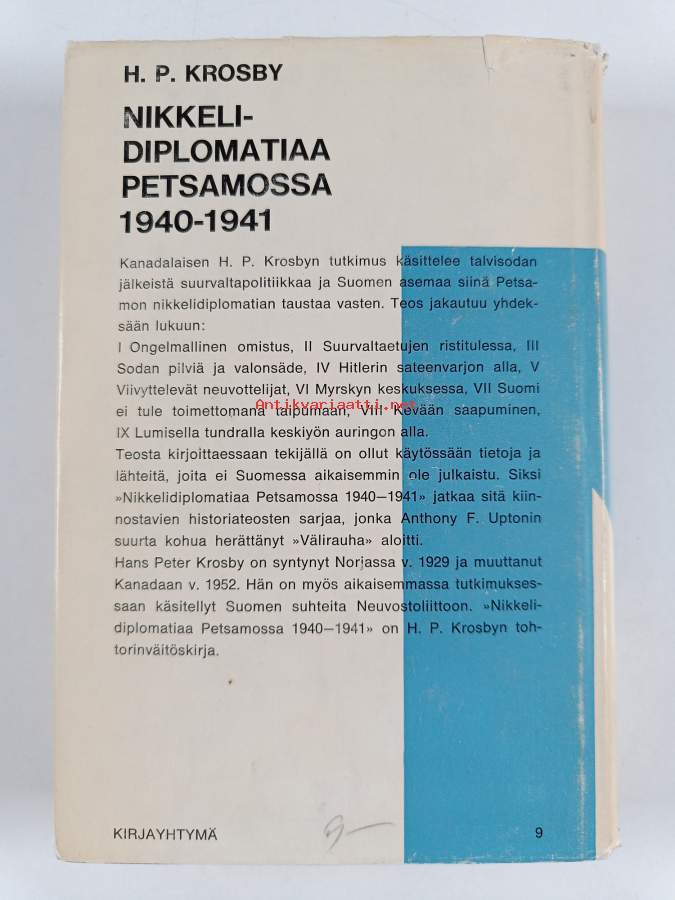 H. P. KROSBY
NIKKELI-
DIPLOMATIAA
PETSAMOSSA
1940-1941
Kanadalaisen H. P. Krosbyn tutkimus käsittelee talvisodan
jälkeistä suurvaltapolitiikkaa ja Suomen asemaa siinä Petsa-
mon nikkelidiplomatian taustaa vasten. Teos jakautuu yhdek-
sään lukuun:
I Ongelmallinen omistus, II Suurvaltaetujen ristitulessa, III
Sodan pilviä ja valonsäde, IV Hitlerin sateenvarjon alla, V
Viivyttelevät neuvottelijat, VI Myrskyn keskuksessa, VII Suomi
ei tule toimettomana taipumaan, VIII Kevään saapuminen,
Antikvariaatti.net
IX Lumisella tundralla keskiyön auringon alla.
Teosta kirjoittaessaan tekijällä on ollut käytössään tietoja ja
lähteitä, joita ei Suomessa aikaisemmin ole julkaistu. Siksi
»Nikkelidiplomatiaa Petsamossa 1940—1941» jatkaa sitä kiin-
nostavien historiateosten sarjaa, jonka Anthony F. Uptonin
suurta kohua herättänyt »Välirauha» aloitti.
Hans Peter Krosby on syntynyt Norjassa v. 1929 ja muuttanut
Kanadaan v. 1952. Hän on myös aikaisemmassa tutkimukses-
saan käsitellyt Suomen suhteita Neuvostoliittoon. »Nikkeli-
diplomatiaa Petsamossa 1940—1941» on H. P. Krosbyn toh-
torinväitöskirja.
KIRJAYHTYMÄ
9—
9